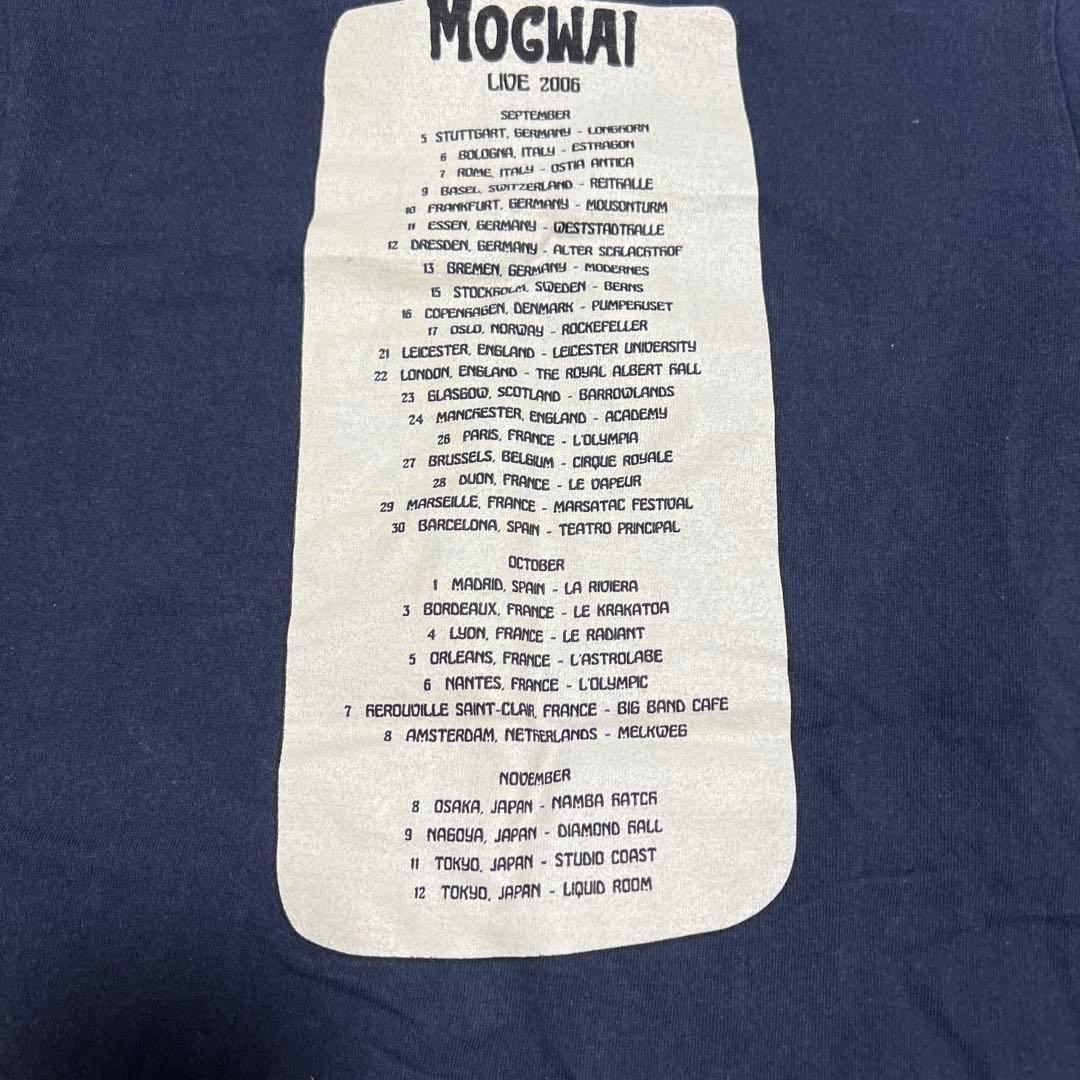 MOGWAI
LIVE 2006
SEPTEMBER
5 STUTTGART, GERMANY - LONGHORN
6 BOLOGNA, ITALY - ESTRAGON
7 ROME, ITALY - OSTIA ANTICA
9 BASEL, SWITZERLAND - REITHALLE
10 FRANKFURT, GERMANY - MOUSONTURM
11 ESSEN, GERMANY - WESTSTADTHALLE
12 DRESDEN, GERMANY - ALTER SCHLACHTHOF
13 BREMEN, GERMANY - MODERNES
15 STOCKHOLM, SWEDEN - BERNS
16 COPENHAGEN, DENMARK - PUMPEHUSET
17 OSLO, NORWAY - ROCKEFELLER
21 LEICESTER, ENGLAND - LEICESTER UNIVERSITY
22 LONDON, ENGLAND - THE ROYAL ALBERT HALL
23 GLASGOW, SCOTLAND - BARROWLANDS
24 MANCHESTER, ENGLAND - ACADEMY
26 PARIS, FRANCE - L'OLYMPIA
27 BRUSSELS, BELGIUM - CIRQUE ROYALE
28 DIJON, FRANCE - LE VAPEUR
29 MARSEILLE, FRANCE - MARSATAC FESTIVAL
30 BARCELONA, SPAIN - TEATRO PRINCIPAL
OCTOBER
1 MADRID, SPAIN - LA RIVIERA
3 BORDEAUX, FRANCE - LE KRAKATOA
4 LYON, FRANCE - LE RADIANT
5 ORLEANS, FRANCE - L'ASTROLABE
6 NANTES, FRANCE - L'OLYMPIC
7 HEROUVILLE SAINT-CLAIR, FRANCE - BIG BAND CAFE
8 AMSTERDAM, NETHERLANDS - MELKWEG
NOVEMBER
8 OSAKA, JAPAN - NAMBA HATCH
9 NAGOYA, JAPAN - DIAMOND HALL
11 TOKYO, JAPAN - STUDIO COAST
12 TOKYO, JAPAN - LIQUID ROOM